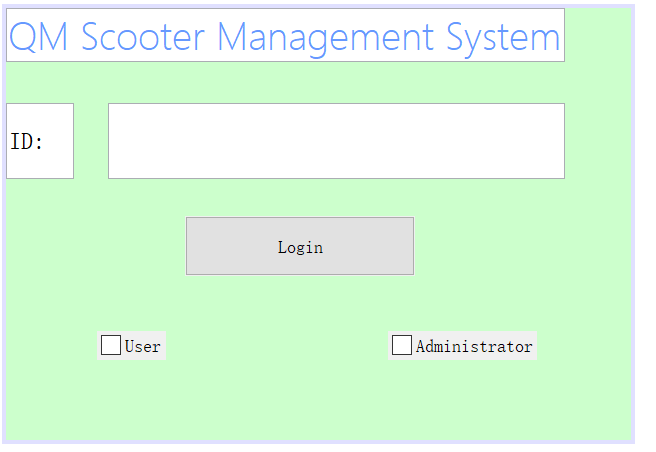 QM Scooter Management System
ID:
Login
User
Administrator